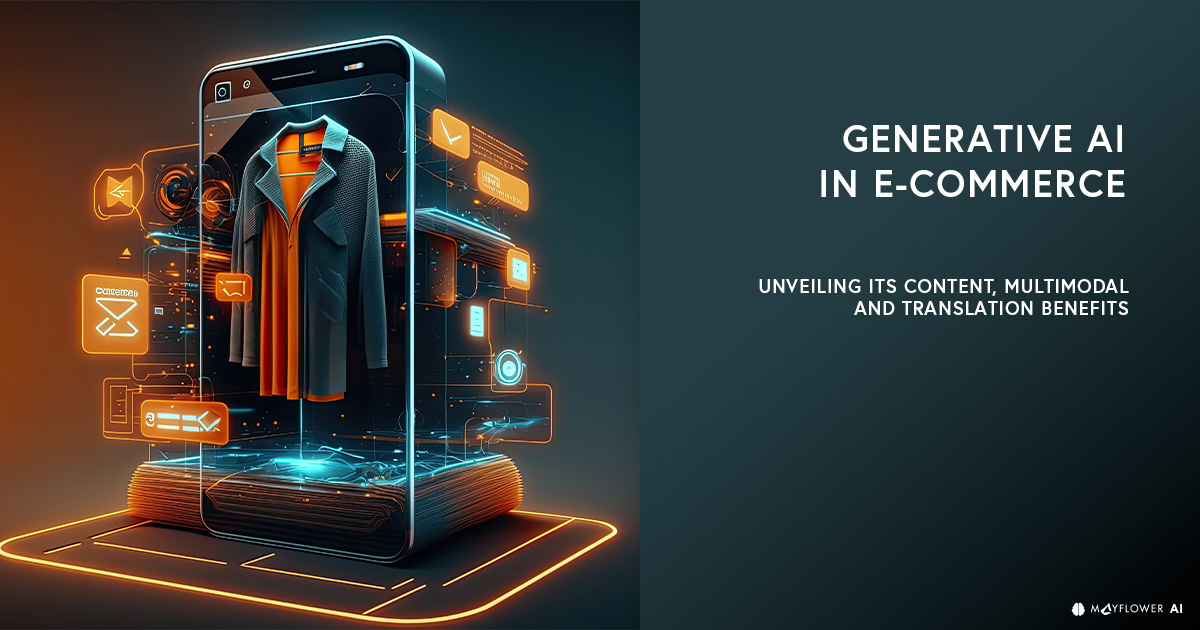 GENERATIVE AI
IN E-COMMERCE
UNVEILING ITS CONTENT, MULTIMODAL
AND TRANSLATION BENEFITS
MAYFLOWER AI